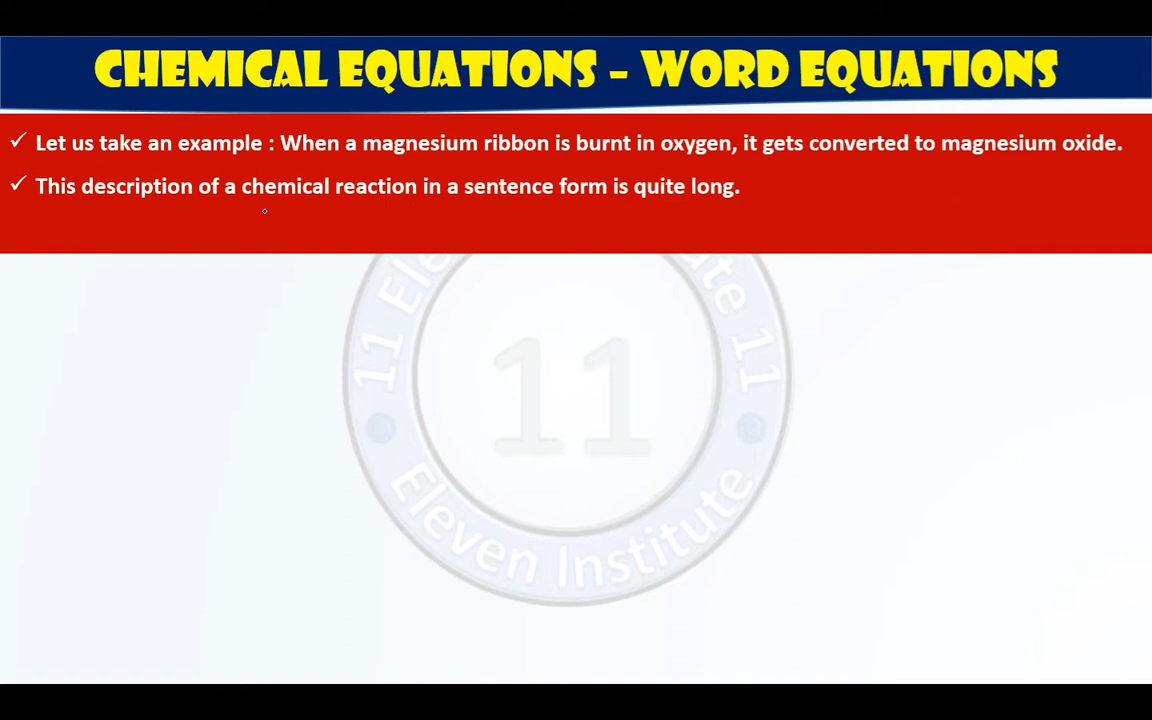 CHEMICAL EQUATIONS – WORD EQUATIONS
✓ Let us take an example : When a magnesium ribbon is burnt in oxygen, it gets converted to magnesium oxide.
✓ This description of a chemical reaction in a sentence form is quite long.
11
11
11
Eleven Institute